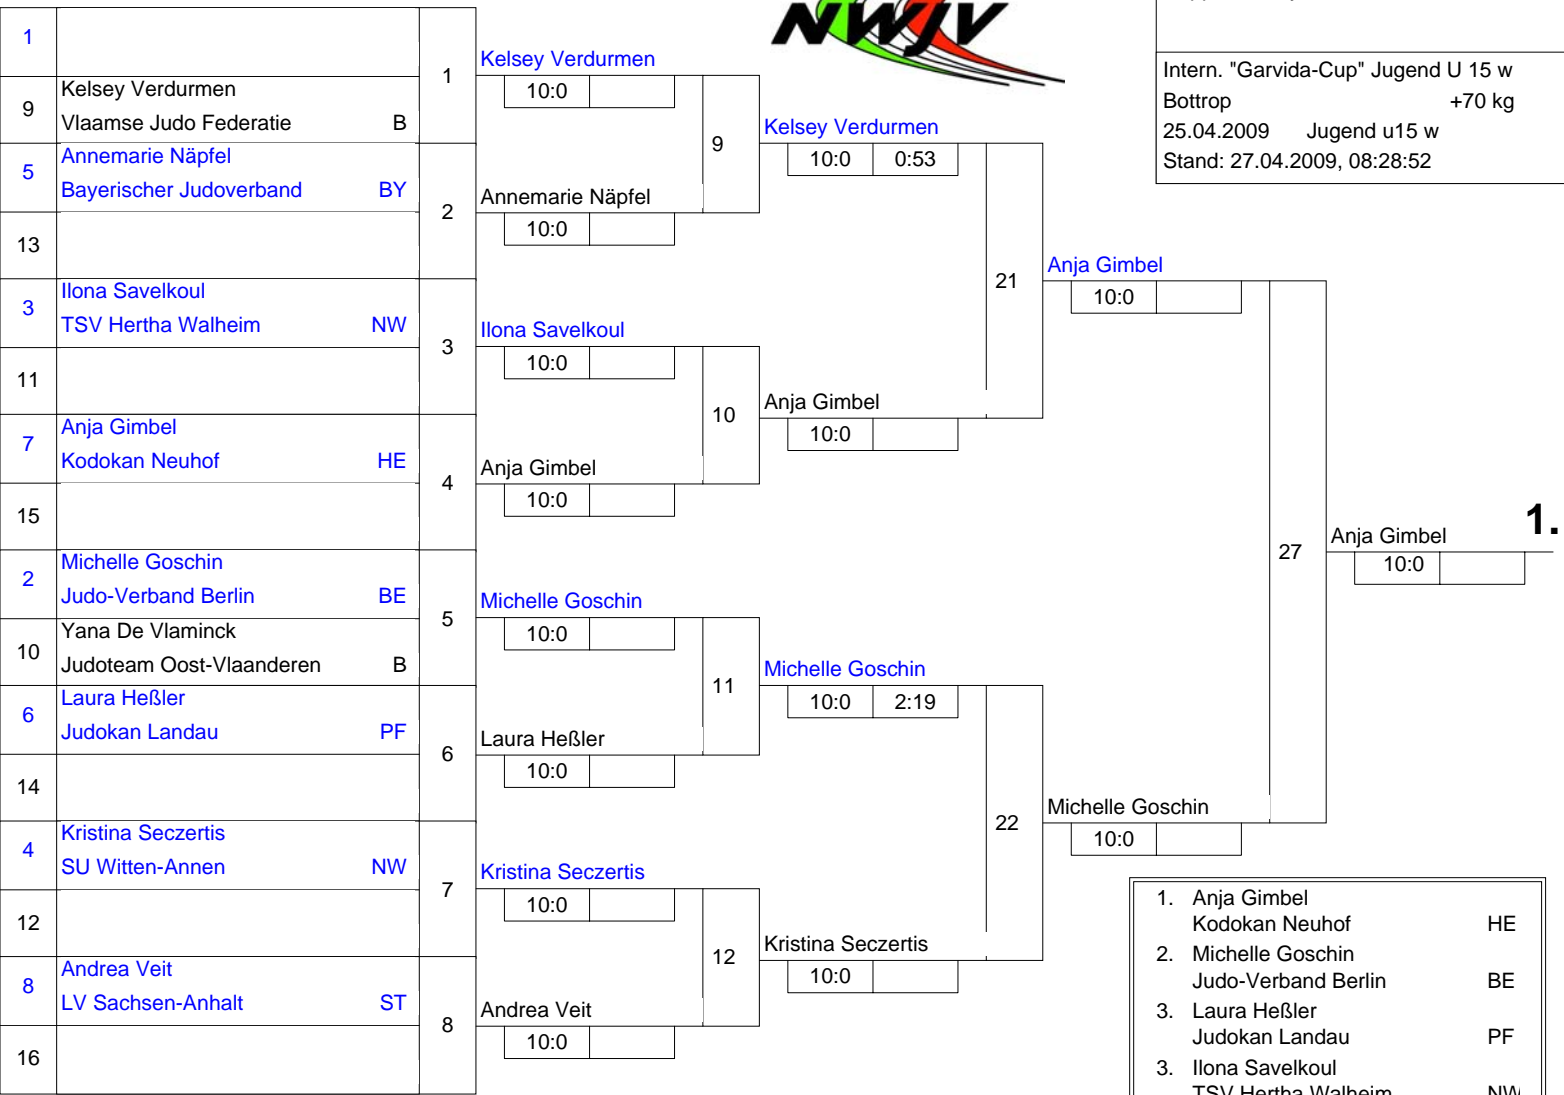 NWJV
Intern. "Garvida-Cup" Jugend U 15 w
Bottrop +70 kg
25.04.2009 Jugend u15 w
Stand: 27.04.2009, 08:28:52
1
9 Kelsey Verdurmen
Vlaamse Judo Federatie B
5 Annemarie Näpfel
Bayerischer Judoverband BY
13
3 Ilona Savelkoul
TSV Hertha Walheim NW
11
7 Anja Gimbel
Kodokan Neuhof HE
15
2 Michelle Goschin
Judo-Verband Berlin BE
10 Yana De Vlaminck
Judoteam Oost-Vlaanderen B
6 Laura Heßler
Judokan Landau PF
14
4 Kristina Seczertis
SU Witten-Annen NW
12
8 Andrea Veit
LV Sachsen-Anhalt ST
16
1
Kelsey Verdurmen
10:0
2
Annemarie Näpfel
10:0
3
Ilona Savelkoul
10:0
4
Anja Gimbel
10:0
5
Michelle Goschin
10:0
6
Laura Heßler
10:0
7
Kristina Seczertis
10:0
8
Andrea Veit
10:0
9
Kelsey Verdurmen
10:0 0:53
10
Anja Gimbel
10:0
11
Michelle Goschin
10:0 2:19
12
Kristina Seczertis
10:0
21
Anja Gimbel
10:0
22
Michelle Goschin
10:0
27
Anja Gimbel 1.
10:0
1. Anja Gimbel
Kodokan Neuhof HE
2. Michelle Goschin
Judo-Verband Berlin BE
3. Laura Heßler
Judokan Landau PF
3. Ilona Savelkoul
TSV Hertha Walheim NW